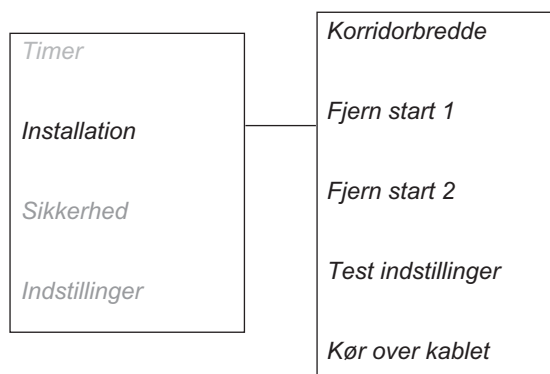 Timer
Installation
Sikkerhed
Indstillinger
Korridorbredde
Fjern start 1
Fjern start 2
Test indstillinger
Kør over kablet